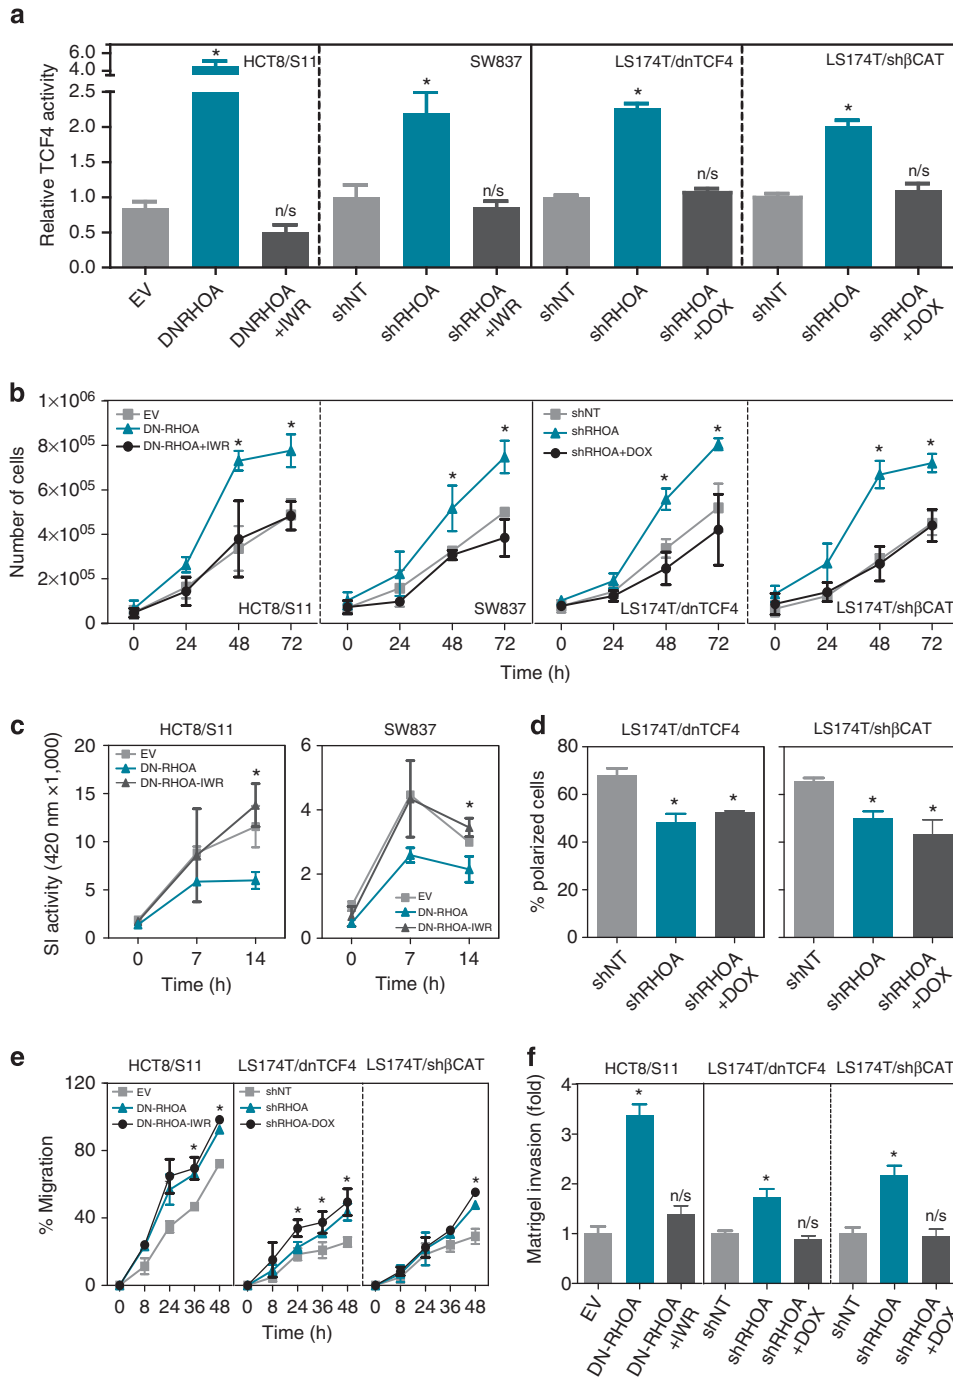 a
Relative TCF4 activity
6.0
4.0
2.5
2.0
1.5
1.0
0.5
0.0
HCT8/S11
SW837
LS174T/dnTCF4
LS174T/shβCAT
*
n/s
*
n/s
*
n/s
*
n/s
EV
DNRHOA
DNRHOA
+IWR
shNT
shRHOA
shRHOA
+IWR
shNT
shRHOA
shRHOA
+DOX
shNT
shRHOA
shRHOA
+DOX
b
Number of cells
1×10⁰⁶
8×10⁰⁵
6×10⁰⁵
4×10⁰⁵
2×10⁰⁵
0
EV
DN-RHOA
DN-RHOA+IWR
shNT
shRHOA
shRHOA+DOX
* *
* *
* *
* *
HCT8/S11
SW837
LS174T/dnTCF4
LS174T/shβCAT
0 24 48 72
0 24 48 72
0 24 48 72
0 24 48 72
Time (h)
c
HCT8/S11
SI activity (420 nm ×1,000)
20
15
10
5
0
EV
DN-RHOA
DN-RHOA-IWR
*
0 7 14
Time (h)
SW837
6
4
2
0
*
EV
DN-RHOA
DN-RHOA-IWR
0 7 14
Time (h)
d
LS174T/dnTCF4
LS174T/shβCAT
% polarized cells
80
60
40
20
0
* *
* *
shNT
shRHOA
shRHOA
+DOX
shNT
shRHOA
shRHOA
+DOX
e
HCT8/S11
LS174T/dnTCF4
LS174T/shβCAT
% Migration
120
80
40
0
EV
DN-RHOA
DN-RHOA-IWR
shNT
shRHOA
shRHOA-DOX
* *
* * *
*
0 8 24 36 48
0 8 24 36 48
0 8 24 36 48
Time (h)
f
HCT8/S11
LS174T/dnTCF4
LS174T/shβCAT
Matrigel invasion (fold)
4
3
2
1
0
*
n/s
*
n/s
*
n/s
EV
DN-RHOA
DN-RHOA
+IWR
shNT
shRHOA
shRHOA
+DOX
shNT
shRHOA
shRHOA
+DOX